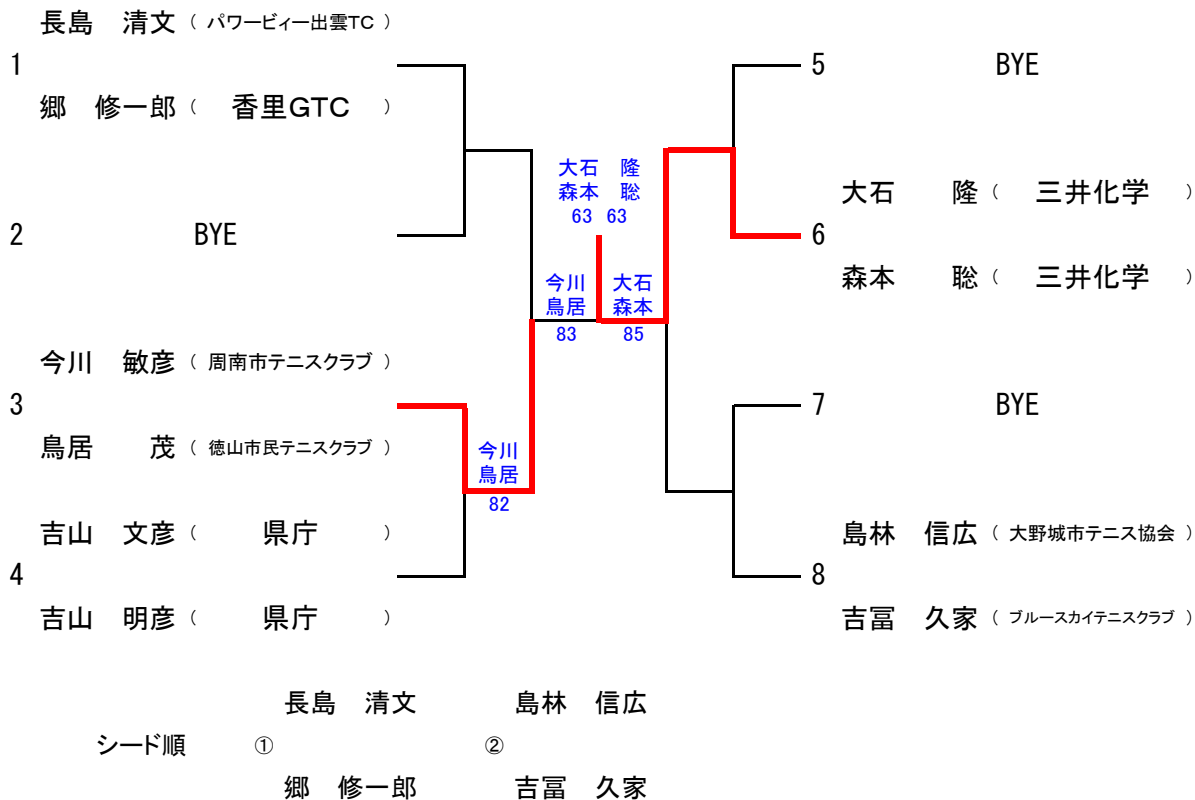 長島　清文（ パワービィー出雲TC ）
1
郷　修一郎（　香里GTC　）
2　BYE
今川　敏彦（ 周南市テニスクラブ ）
3
鳥居　　茂（ 徳山市民テニスクラブ ）
吉山　文彦（　県庁　）
4
吉山　明彦（　県庁　）
今川
鳥居
82
今川
鳥居
83
大石　隆
森本　聡
63 63
大石
森本
85
5　BYE
大石　　隆（　三井化学　）
6
森本　　聡（　三井化学　）
7　BYE
島林　信広（ 大野城市テニス協会 ）
8
吉冨　久家（ ブルースカイテニスクラブ ）
長島　清文　　島林　信広
シード順　①　②
郷　修一郎　　吉冨　久家